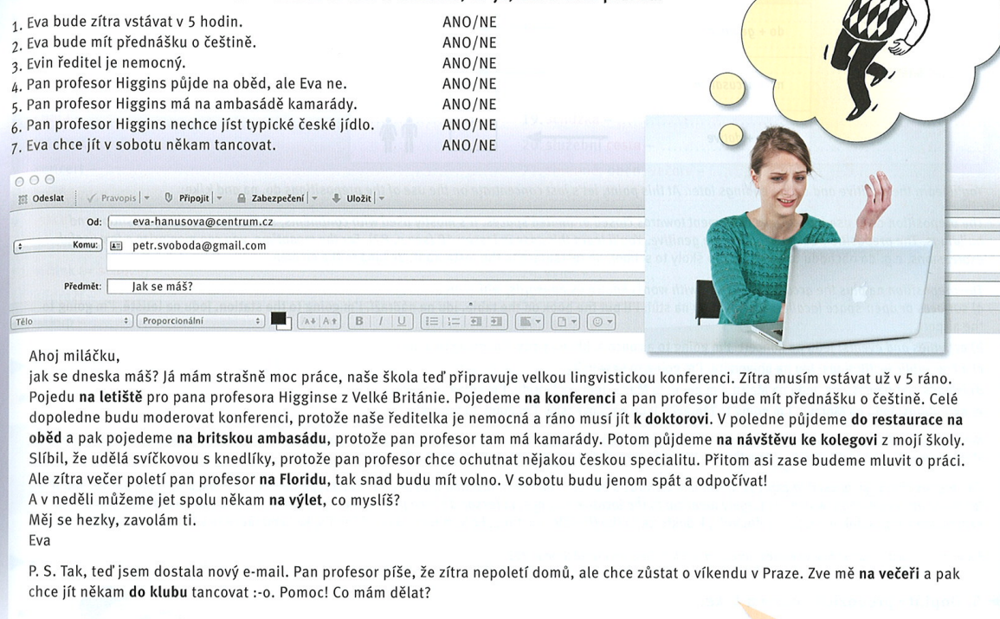 1. Eva bude zítra vstávat v 5 hodin. ANO/NE
2. Eva bude mít přednášku o češtině. ANO/NE
3. Evin ředitel je nemocný. ANO/NE
4. Pan profesor Higgins půjde na oběd, ale Eva ne. ANO/NE
5. Pan profesor Higgins má na ambasádě kamarády. ANO/NE
6. Pan profesor Higgins nechce jíst typické české jídlo. ANO/NE
7. Eva chce jít v sobotu někam tancovat. ANO/NE
Odeslat Pravopis Připojit Zabezpečení Uložit
Od: eva-hanusova@centrum.cz
Komu: petr.svoboda@gmail.com
Předmět: Jak se máš?
Tělo Proporcionální A A B I U
Ahoj miláčku,
jak se dneska máš? Já mám strašně moc práce, naše škola teď připravuje velkou lingvistickou konferenci. Zítra musím vstávat už v 5 ráno.
Pojedu na letiště pro pana profesora Higginse z Velké Británie. Pojedeme na konferenci a pan profesor bude mít přednášku o češtině. Celé
dopoledne budu moderovat konferenci, protože naše ředitelka je nemocná a ráno musí jít k doktorovi. V poledne půjdeme do restaurace na
oběd a pak pojedeme na britskou ambasádu, protože pan profesor tam má kamarády. Potom půjdeme na návštěvu ke kolegovi z mojí školy.
Slíbil, že udělá svíčkovou s knedlíky, protože pan profesor chce ochutnat nějakou českou specialitu. Přitom asi zase budeme mluvit o práci.
Ale zítra večer poletí pan profesor na Floridu, tak snad budu mít volno. V sobotu budu jenom spát a odpočívat!
A v neděli můžeme jet spolu někam na výlet, co myslíš?
Měj se hezky, zavolám ti.
Eva
P. S. Tak, teď jsem dostala nový e-mail. Pan profesor píše, že zítra nepoletí domů, ale chce zůstat o víkendu v Praze. Zve mě na večeři a pak
chce jít někam do klubu tancovat :-o. Pomoc! Co mám dělat?